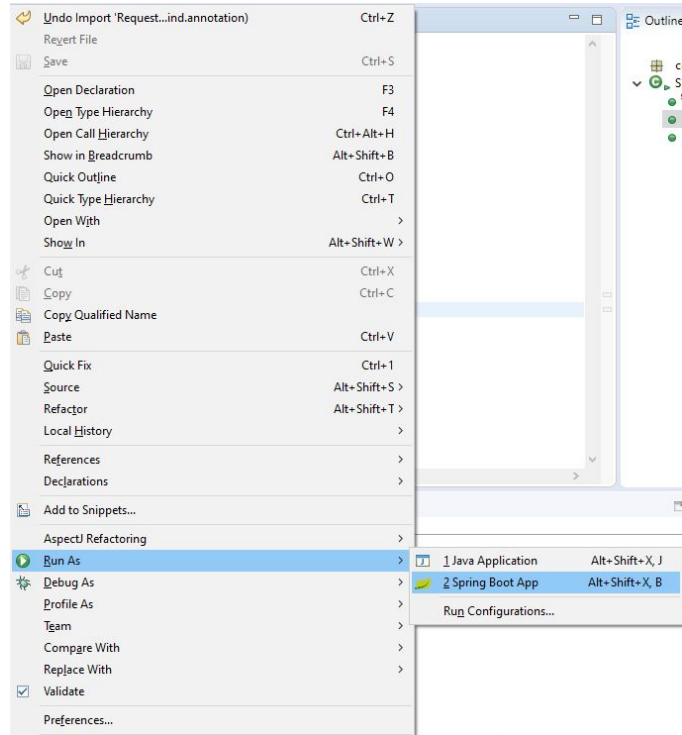 Undo Import 'Request...ind.annotation) Ctrl+Z
Revert File
Save Ctrl+S
Open Declaration F3
Open Type Hierarchy F4
Open Call Hierarchy Ctrl+Alt+H
Show in Breadcrumb Alt+Shift+B
Quick Outline Ctrl+O
Quick Type Hierarchy Ctrl+T
Open With >
Show In Alt+Shift+W >
Cut Ctrl+X
Copy Ctrl+C
Copy Qualified Name
Paste Ctrl+V
Quick Fix Ctrl+1
Source Alt+Shift+S >
Refactor Alt+Shift+T >
Local History >
References >
Declarations >
Add to Snippets...
AspectJ Refactoring >
Run As >
Debug As >
Profile As >
Team >
Compare With >
Replace With >
Validate
Preferences...
1 Java Application Alt+Shift+X, J
2 Spring Boot App Alt+Shift+X, B
Run Configurations...
Outline
c
S